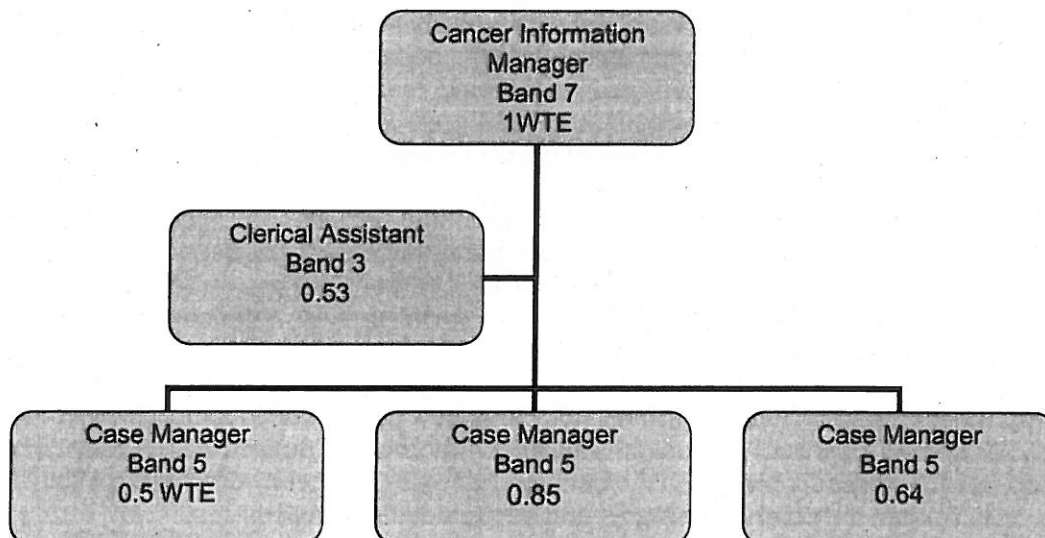 Cancer Information
Manager
Band 7
1WTE
Clerical Assistant
Band 3
0.53
Case Manager
Band 5
0.5 WTE
Case Manager
Band 5
0.85
Case Manager
Band 5
0.64